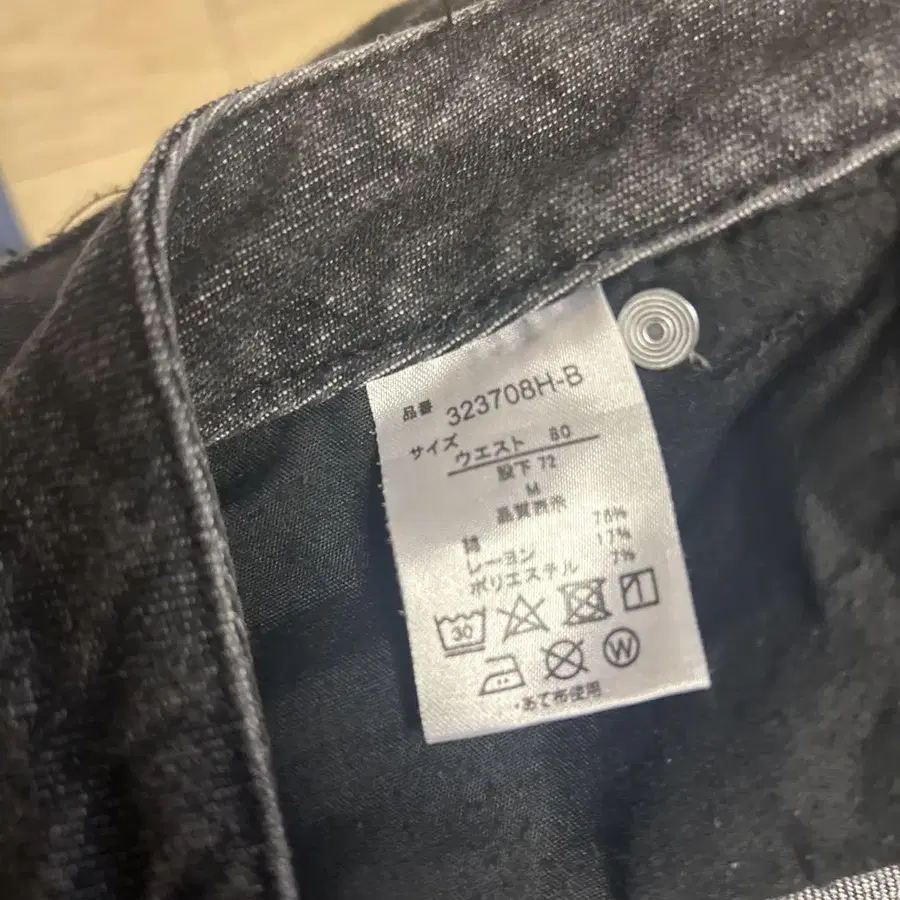 品番 323708H-B
サイズ
ウエスト 80
股下 72
M
品質表示
綿 76%
レーヨン 17%
ポリエステル 7%
30
W
・あて布使用